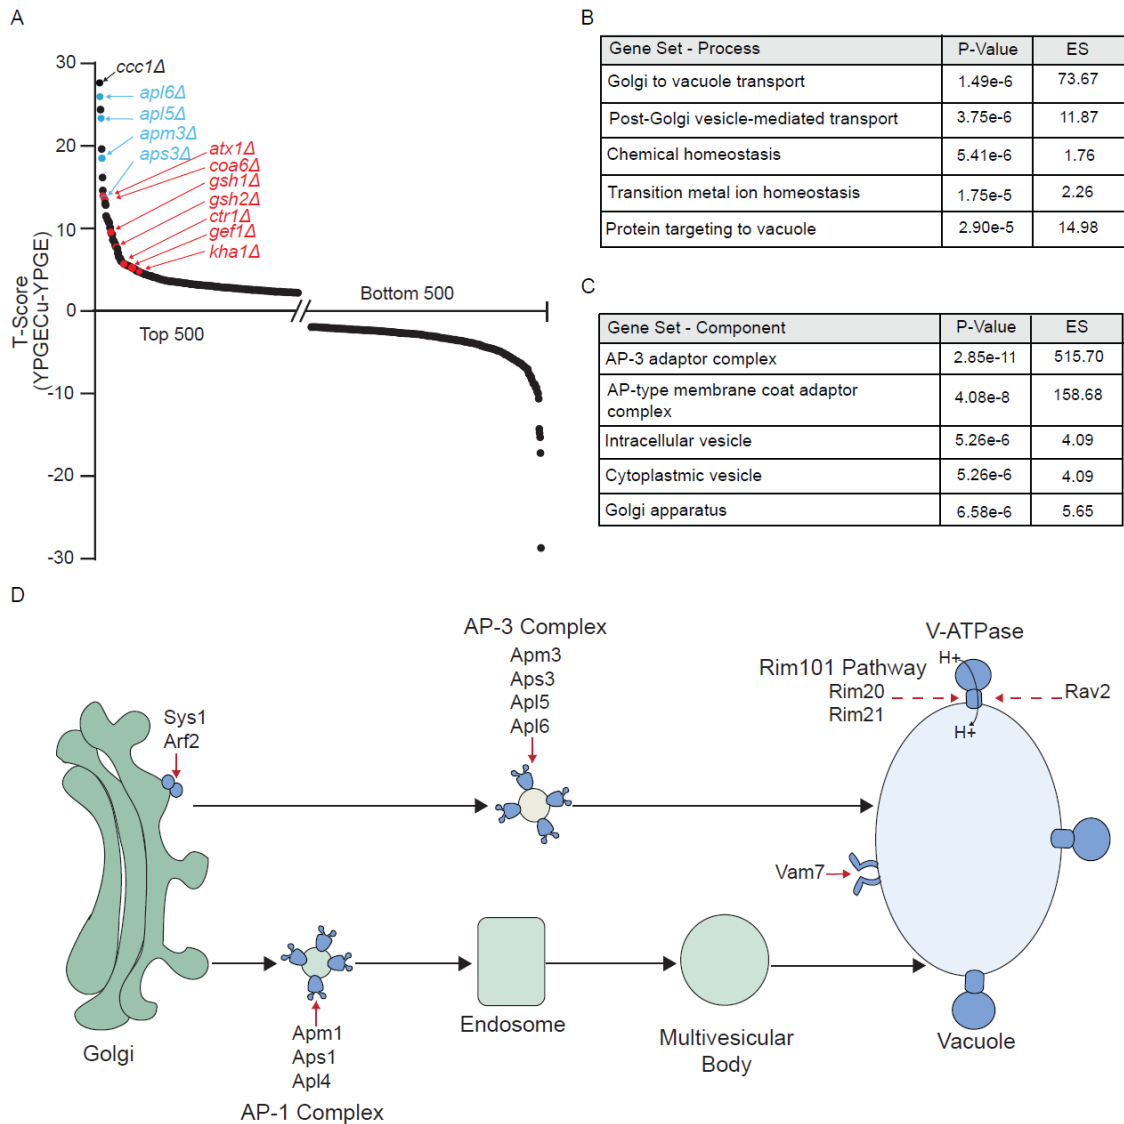 A
30
20
10
0
-10
-20
-30
T-Score
(YPGECu-YPGE)
ccc1Δ
apl6Δ
apl5Δ
apm3Δ
aps3Δ
atx1Δ
coa6Δ
gsh1Δ
gsh2Δ
ctr1Δ
gef1Δ
kha1Δ
Top 500
Bottom 500
B
Gene Set - Process P-Value ES
Golgi to vacuole transport 1.49e-6 73.67
Post-Golgi vesicle-mediated transport 3.75e-6 11.87
Chemical homeostasis 5.41e-6 1.76
Transition metal ion homeostasis 1.75e-5 2.26
Protein targeting to vacuole 2.90e-5 14.98
C
Gene Set - Component P-Value ES
AP-3 adaptor complex 2.85e-11 515.70
AP-type membrane coat adaptor
complex 4.08e-8 158.68
Intracellular vesicle 5.26e-6 4.09
Cytoplastmic vesicle 5.26e-6 4.09
Golgi apparatus 6.58e-6 5.65
D
AP-3 Complex
Apm3
Aps3
Apl5
Apl6
V-ATPase
H+
H+
Rim101 Pathway
Rim20
Rim21
Rav2
Sys1
Arf2
Vam7
Golgi
Apm1
Aps1
Apl4
AP-1 Complex
Endosome
Multivesicular
Body
Vacuole